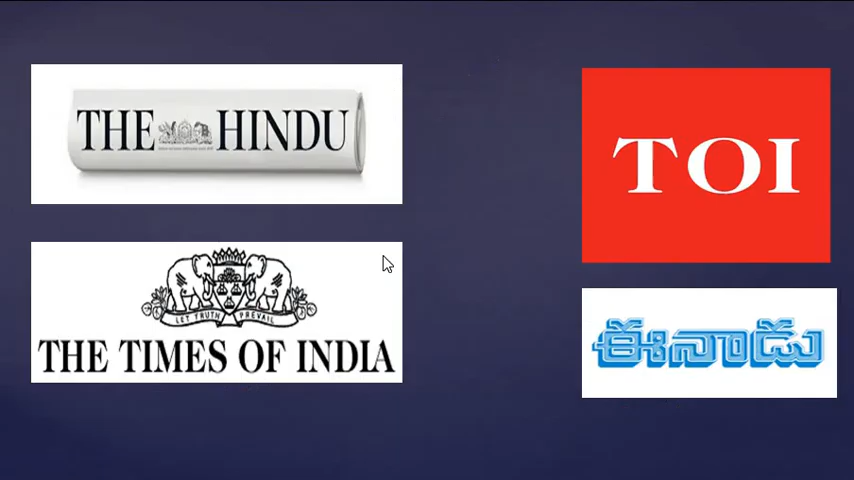 THE HINDU
TOI
LET TRUTH PREVAIL
THE TIMES OF INDIA
ఈనాడు